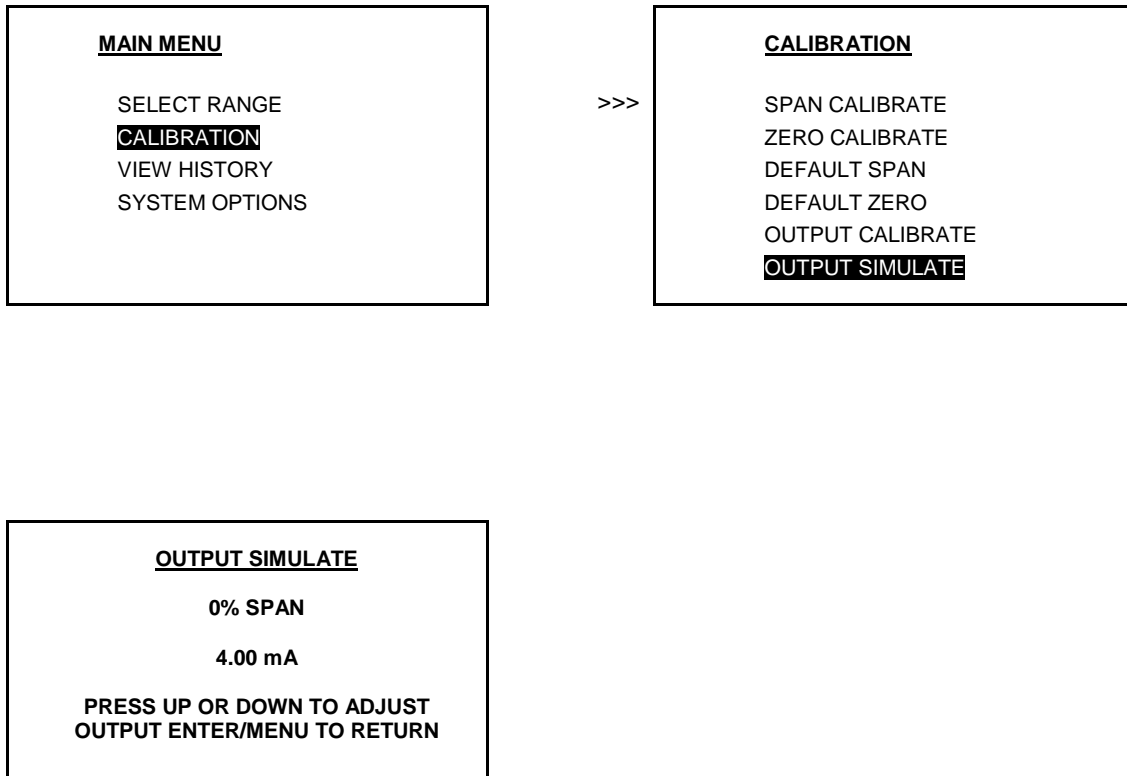 MAIN MENU
SELECT RANGE
CALIBRATION
VIEW HISTORY
SYSTEM OPTIONS
>>>
CALIBRATION
SPAN CALIBRATE
ZERO CALIBRATE
DEFAULT SPAN
DEFAULT ZERO
OUTPUT CALIBRATE
OUTPUT SIMULATE
OUTPUT SIMULATE
0% SPAN
4.00 mA
PRESS UP OR DOWN TO ADJUST
OUTPUT ENTER/MENU TO RETURN